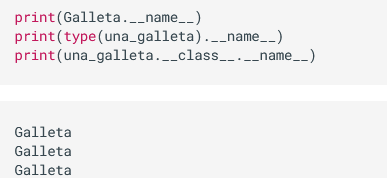 print(Galleta.__name__)
print(type(una_galleta).__name__)
print(una_galleta.__class__.__name__)
Galleta
Galleta
Galleta